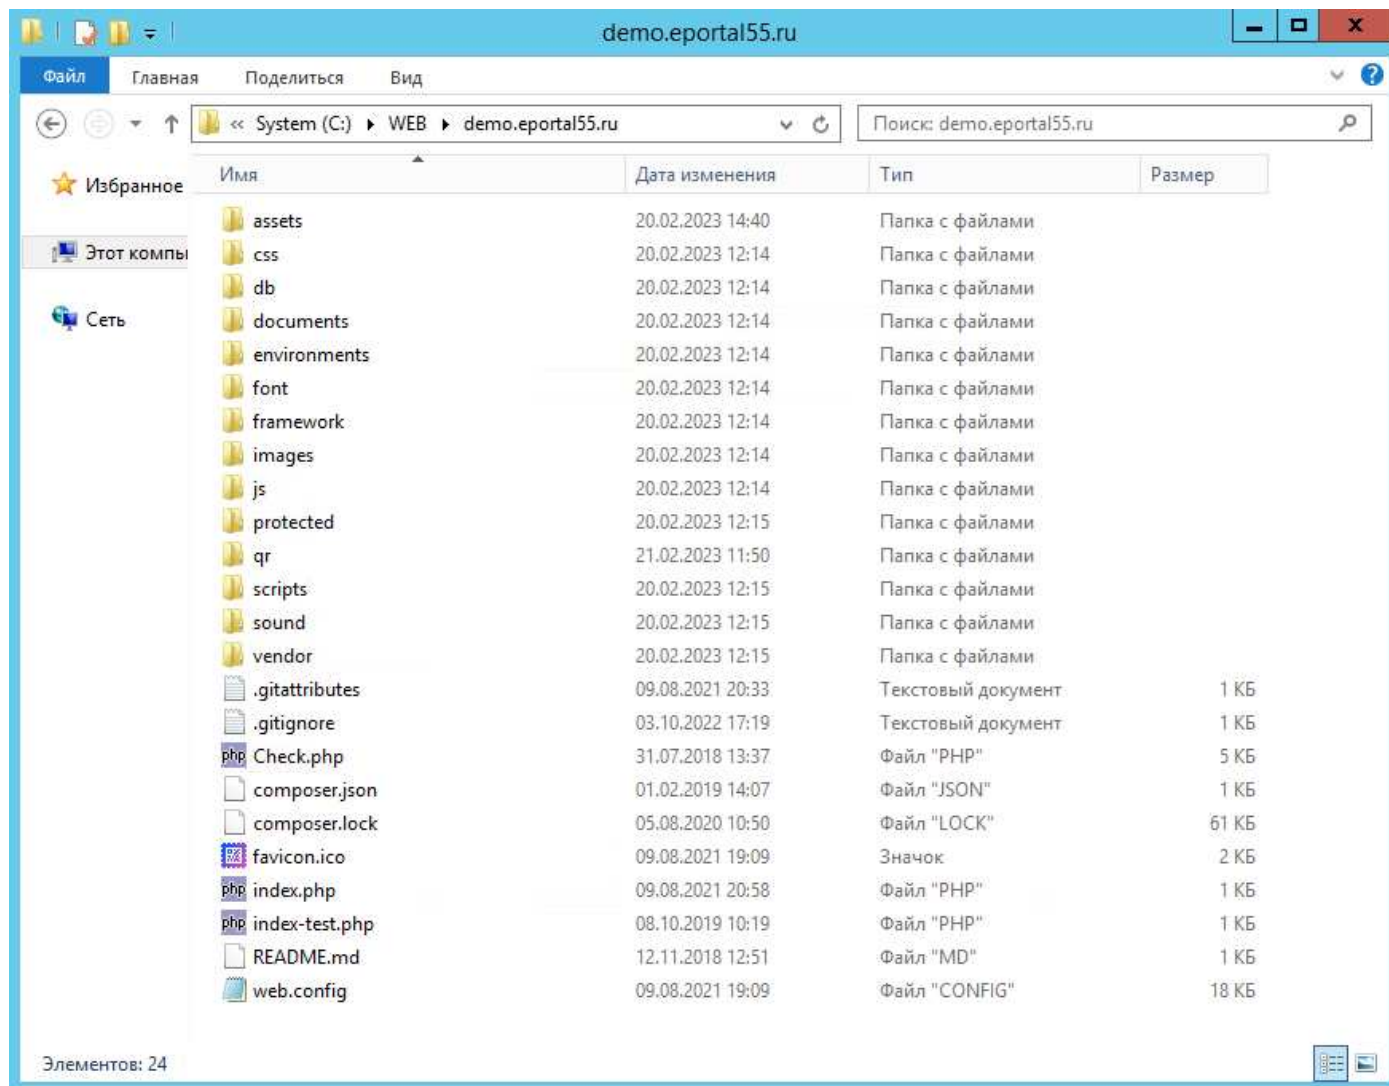 demo.eportal55.ru
Файл Главная Поделиться Вид
« System (C:) WEB demo.eportal55.ru Поиск: demo.eportal55.ru
Избранное
Этот компы
Сеть
Имя Дата изменения Тип Размер
assets 20.02.2023 14:40 Папка с файлами
css 20.02.2023 12:14 Папка с файлами
db 20.02.2023 12:14 Папка с файлами
documents 20.02.2023 12:14 Папка с файлами
environments 20.02.2023 12:14 Папка с файлами
font 20.02.2023 12:14 Папка с файлами
framework 20.02.2023 12:14 Папка с файлами
images 20.02.2023 12:14 Папка с файлами
js 20.02.2023 12:14 Папка с файлами
protected 20.02.2023 12:15 Папка с файлами
qr 21.02.2023 11:50 Папка с файлами
scripts 20.02.2023 12:15 Папка с файлами
sound 20.02.2023 12:15 Папка с файлами
vendor 20.02.2023 12:15 Папка с файлами
.gitattributes 09.08.2021 20:33 Текстовый документ 1 КБ
.gitignore 03.10.2022 17:19 Текстовый документ 1 КБ
php Check.php 31.07.2018 13:37 Файл "PHP" 5 КБ
composer.json 01.02.2019 14:07 Файл "JSON" 1 КБ
composer.lock 05.08.2020 10:50 Файл "LOCK" 61 КБ
favicon.ico 09.08.2021 19:09 Значок 2 КБ
php index.php 09.08.2021 20:58 Файл "PHP" 1 КБ
php index-test.php 08.10.2019 10:19 Файл "PHP" 1 КБ
README.md 12.11.2018 12:51 Файл "MD" 1 КБ
web.config 09.08.2021 19:09 Файл "CONFIG" 18 КБ
Элементов: 24